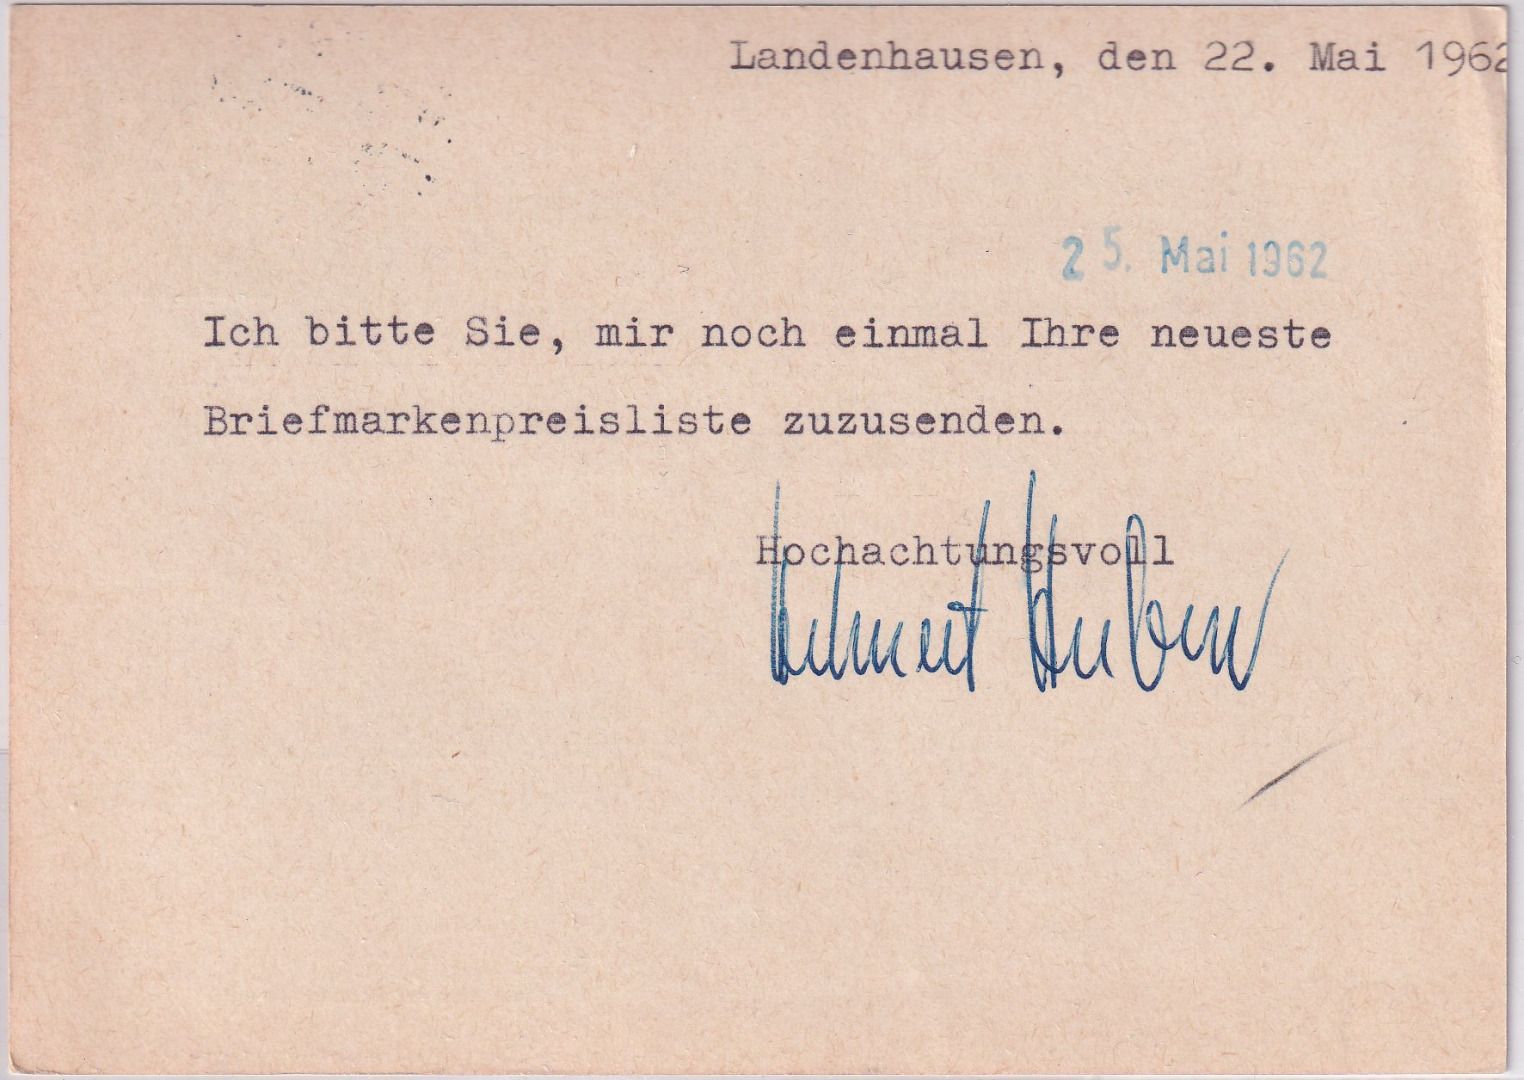 Landenhausen, den 22. Mai 1962
25. Mai 1962
Ich bitte Sie, mir noch einmal Ihre neueste
Briefmarkenpreisliste zuzusenden.
Hochachtungsvoll
Huber